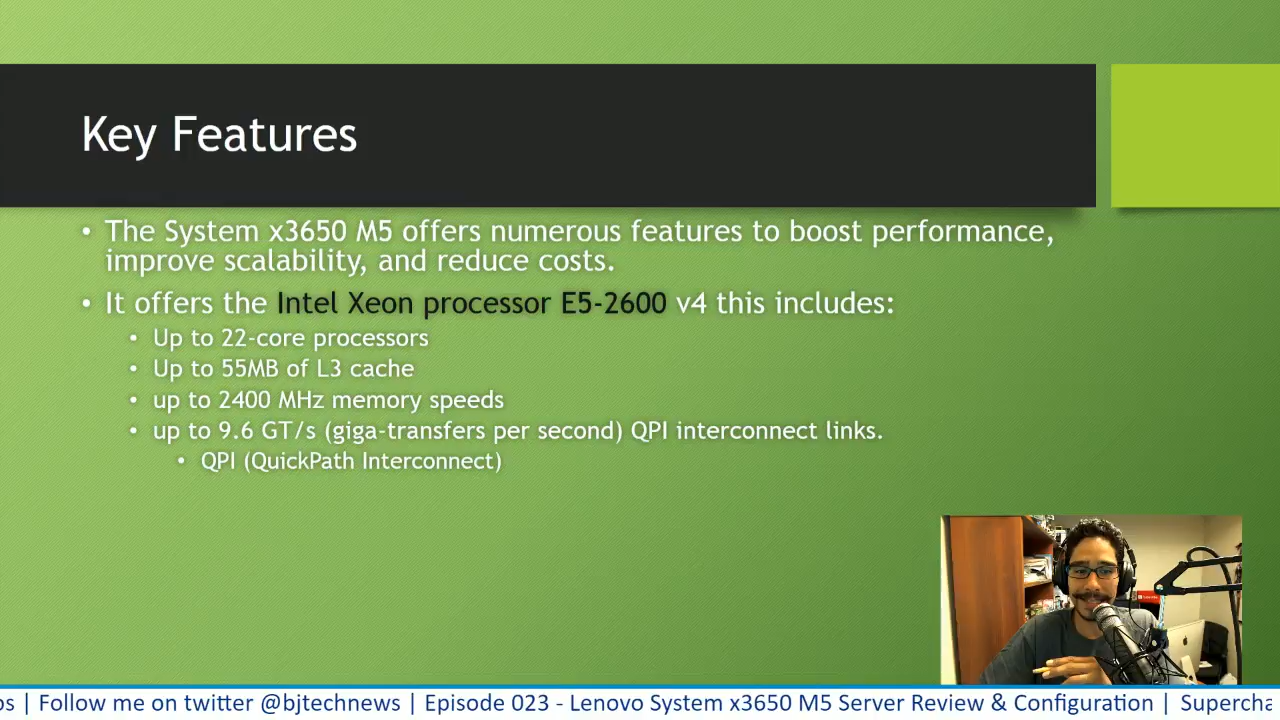 Key Features
• The System x3650 M5 offers numerous features to boost performance,
improve scalability, and reduce costs.
• It offers the Intel Xeon processor E5-2600 v4 this includes:
• Up to 22-core processors
• Up to 55MB of L3 cache
• up to 2400 MHz memory speeds
• up to 9.6 GT/s (giga-transfers per second) QPI interconnect links.
• QPI (QuickPath Interconnect)
os | Follow me on twitter @bjtechnews | Episode 023 - Lenovo System x3650 M5 Server Review & Configuration | Supercha